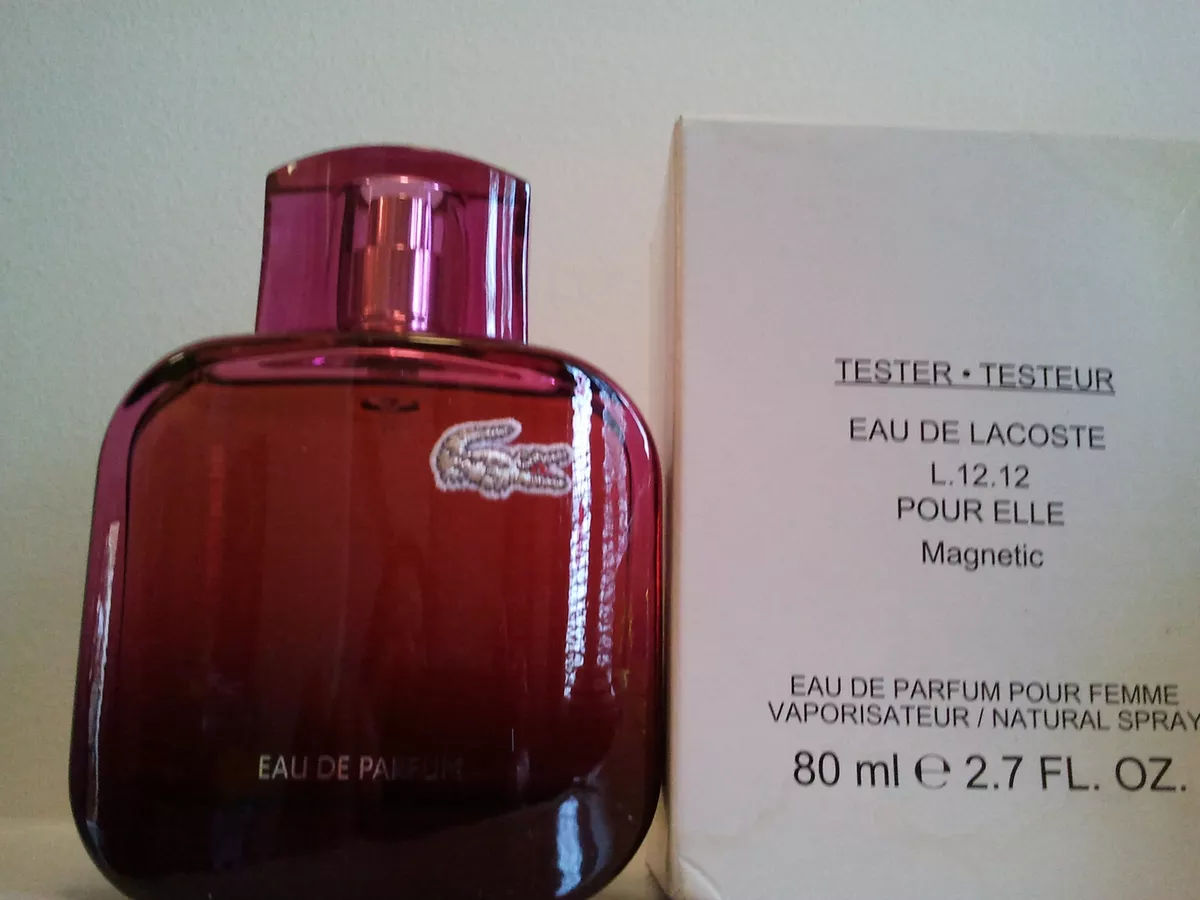 EAU DE PARFUM
TESTER • TESTEUR
EAU DE LACOSTE
L.12.12
POUR ELLE
Magnetic
EAU DE PARFUM POUR FEMME
VAPORISATEUR / NATURAL SPRAY
80 ml ℮ 2.7 FL. OZ.